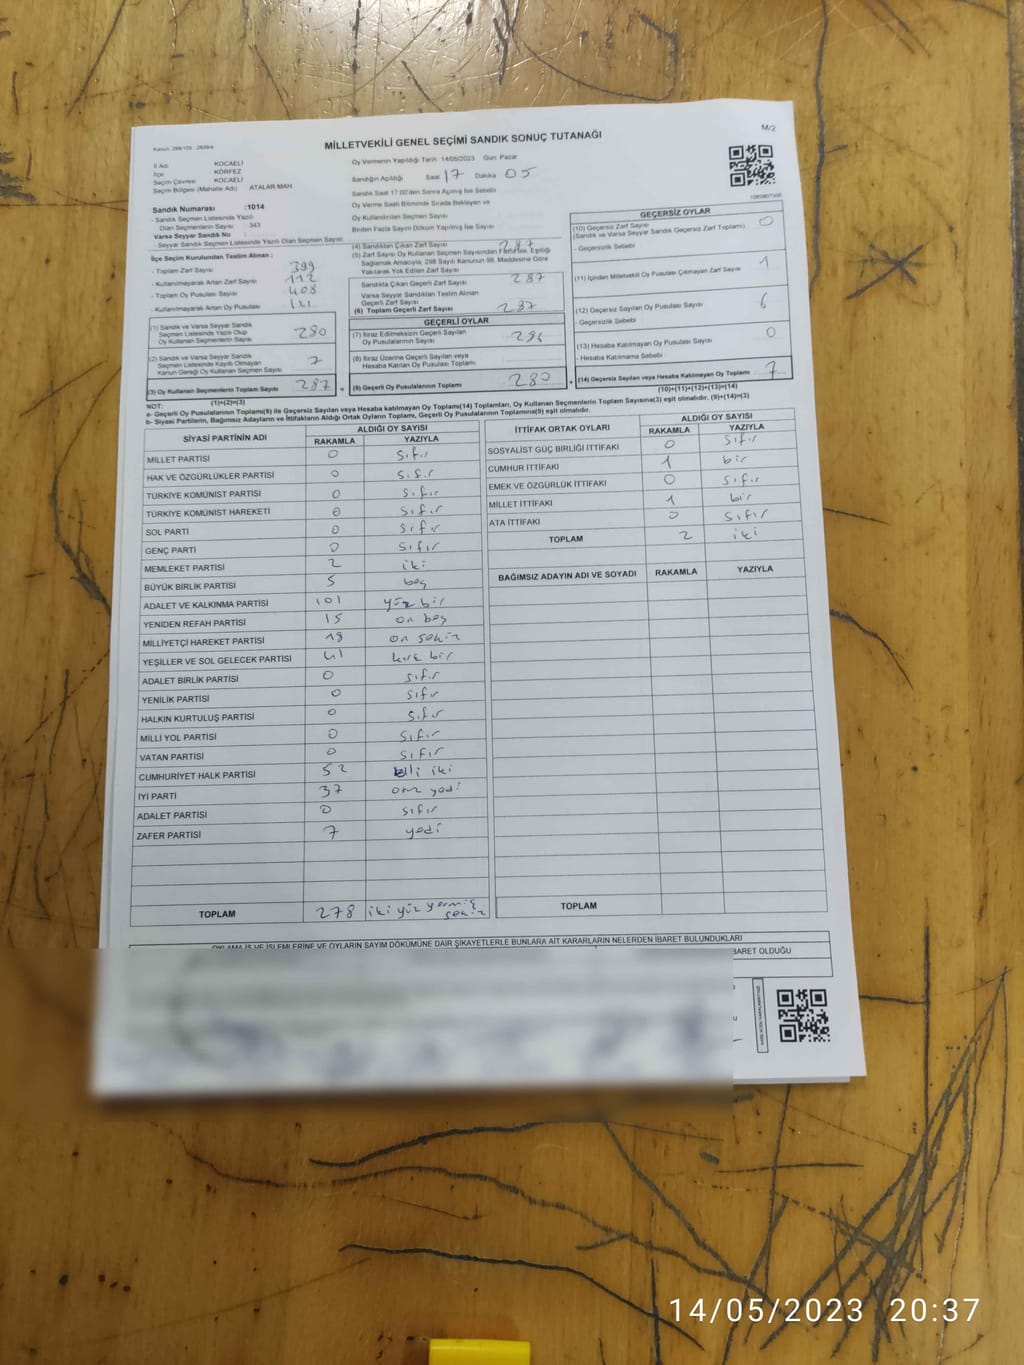 Kanun: 298/105 - 2839/4
MİLLETVEKİLİ GENEL SEÇİMİ SANDIK SONUÇ TUTANAĞI
M/2
İl Adı KOCAELİ
İlçe KÖRFEZ
Seçim Çevresi KOCAELİ
Seçim Bölgesi (Mahalle Adı) ATALAR MAH
Sandık Numarası :1014
- Sandık Seçmen Listesinde Yazılı
Olan Seçmenlerin Sayısı 343
Varsa Seyyar Sandık No
- Seyyar Sandık Seçmen Listesinde Yazılı Olan Seçmen Sayısı
İlçe Seçim Kurulundan Teslim Alınan ;
- Toplam Zarf Sayısı 399
- Kullanılmayarak Artan Zarf Sayısı 112
- Toplam Oy Pusulası Sayısı 408
- Kullanılmayarak Artan Oy Pusulası 121
(1) Sandık ve Varsa Seyyar Sandık
Seçmen Listesinde Yazılı Olup
Oy Kullanan Seçmenlerin Sayısı 280
(2) Sandık ve Varsa Seyyar Sandık
Seçmen Listesinde Kayıtlı Olmayan
Kanun Gereği Oy Kullanan Seçmen Sayısı 7
(3) Oy Kullanan Seçmenlerin Toplam Sayısı 287
(1)+(2)=(3)
Oy Vermenin Yapıldığı Tarih :14/05/2023 Gün: Pazar
Sandığın Açıldığı Saat 17 Dakika 05
Sandık Saat 17:00'den Sonra Açılmış İse Sebebi
Oy Verme Saati Bitiminde Sırada Bekleyen ve
Oy Kullandırılan Seçmen Sayısı
Birden Fazla Sayım Döküm Yapılmış İse Sayısı
(4) Sandıktan Çıkan Zarf Sayısı 287
(5) Zarf Sayısı Oy Kullanan Seçmen Sayısından Fazla ise, Eşitliği
Sağlamak Amacıyla, 298 Sayılı Kanunun 98. Maddesine Göre
Yakılarak Yok Edilen Zarf Sayısı
Sandıkta Çıkan Geçerli Zarf Sayısı 287
Varsa Seyyar Sandıktan Teslim Alınan
Geçerli Zarf Sayısı
(6) Toplam Geçerli Zarf Sayısı 287
GEÇERLİ OYLAR
(7) İtiraz Edilmeksizin Geçerli Sayılan
Oy Pusulalarının Sayısı
(8) İtiraz Üzerine Geçerli Sayılan veya
Hesaba Katılan Oy Pusulası Toplamı
(9) Geçerli Oy Pusulalarının Toplamı 280
GEÇERSİZ OYLAR
(10) Geçersiz Zarf Sayısı 0
(Sandık ve Varsa Seyyar Sandık Geçersiz Zarf Toplamı)
- Geçersizlik Sebebi
(11) İçinden Milletvekili Oy Pusulası Çıkmayan Zarf Sayısı 1
(12) Geçersiz Sayılan Oy Pusulası Sayısı 6
- Geçersizlik Sebebi
(13) Hesaba Katılmayan Oy Pusulası Sayısı 0
- Hesaba Katılmama Sebebi
(14) Geçersiz Sayılan veya Hesaba Katılmayan Oy Toplamı 7
(10)+(11)+(12)+(13)=(14)
NOT:
Geçerli Oy Pusulalarının Toplamı(9) ile Geçersiz Sayılan veya Hesaba katılmayan Oy Toplamı(14) Toplamları, Oy Kullanan Seçmenlerin Toplam Sayısına(3) eşit olmalıdır. (9)+(14)=(3)
b- Siyasi Partilerin, Bağımsız Adayların ve İttifakların Aldığı Ortak Oyların Toplamı, Geçerli Oy Pusulalarının Toplamına(9) eşit olmalıdır.
SİYASİ PARTİNİN ADI ALDIĞI OY SAYISI
RAKAMLA YAZIYLA
MİLLET PARTİSİ 0 sıfır
HAK VE ÖZGÜRLÜKLER PARTİSİ 0 sıfır
TÜRKİYE KOMÜNİST PARTİSİ 0 sıfır
TÜRKİYE KOMÜNİST HAREKETİ 0 sıfır
SOL PARTİ 0 sıfır
GENÇ PARTİ 0 sıfır
MEMLEKET PARTİSİ 2 iki
BÜYÜK BİRLİK PARTİSİ 5 beş
ADALET VE KALKINMA PARTİSİ 101 yüz bir
YENİDEN REFAH PARTİSİ 15 on beş
MİLLİYETÇİ HAREKET PARTİSİ 18 on sekiz
YEŞİLLER VE SOL GELECEK PARTİSİ 41 kırk bir
ADALET BİRLİK PARTİSİ 0 sıfır
YENİLİK PARTİSİ 0 sıfır
HALKIN KURTULUŞ PARTİSİ 0 sıfır
MİLLİ YOL PARTİSİ 0 sıfır
VATAN PARTİSİ 0 sıfır
CUMHURİYET HALK PARTİSİ 52 elli iki
İYİ PARTİ 37 otuz yedi
ADALET PARTİSİ 0 sıfır
ZAFER PARTİSİ 7 yedi
TOPLAM 278 iki yüz yetmiş sekiz
İTTİFAK ORTAK OYLARI ALDIĞI OY SAYISI
RAKAMLA YAZIYLA
SOSYALİST GÜÇ BİRLİĞİ İTTİFAKI 0 sıfır
CUMHUR İTTİFAKI 1 bir
EMEK VE ÖZGÜRLÜK İTTİFAKI 0 sıfır
MİLLET İTTİFAKI 1 bir
ATA İTTİFAKI 0 sıfır
TOPLAM 2 iki
BAĞIMSIZ ADAYIN ADI VE SOYADI RAKAMLA YAZIYLA
TOPLAM
OYLAMA İŞ VE İŞLEMLERİNE VE OYLARIN SAYIM DÖKÜMÜNE DAİR ŞİKAYETLERLE BUNLARA AİT KARARLARIN NELERDEN İBARET BULUNDUKLARI
BARET OLDUĞU
14/05/2023 20:37